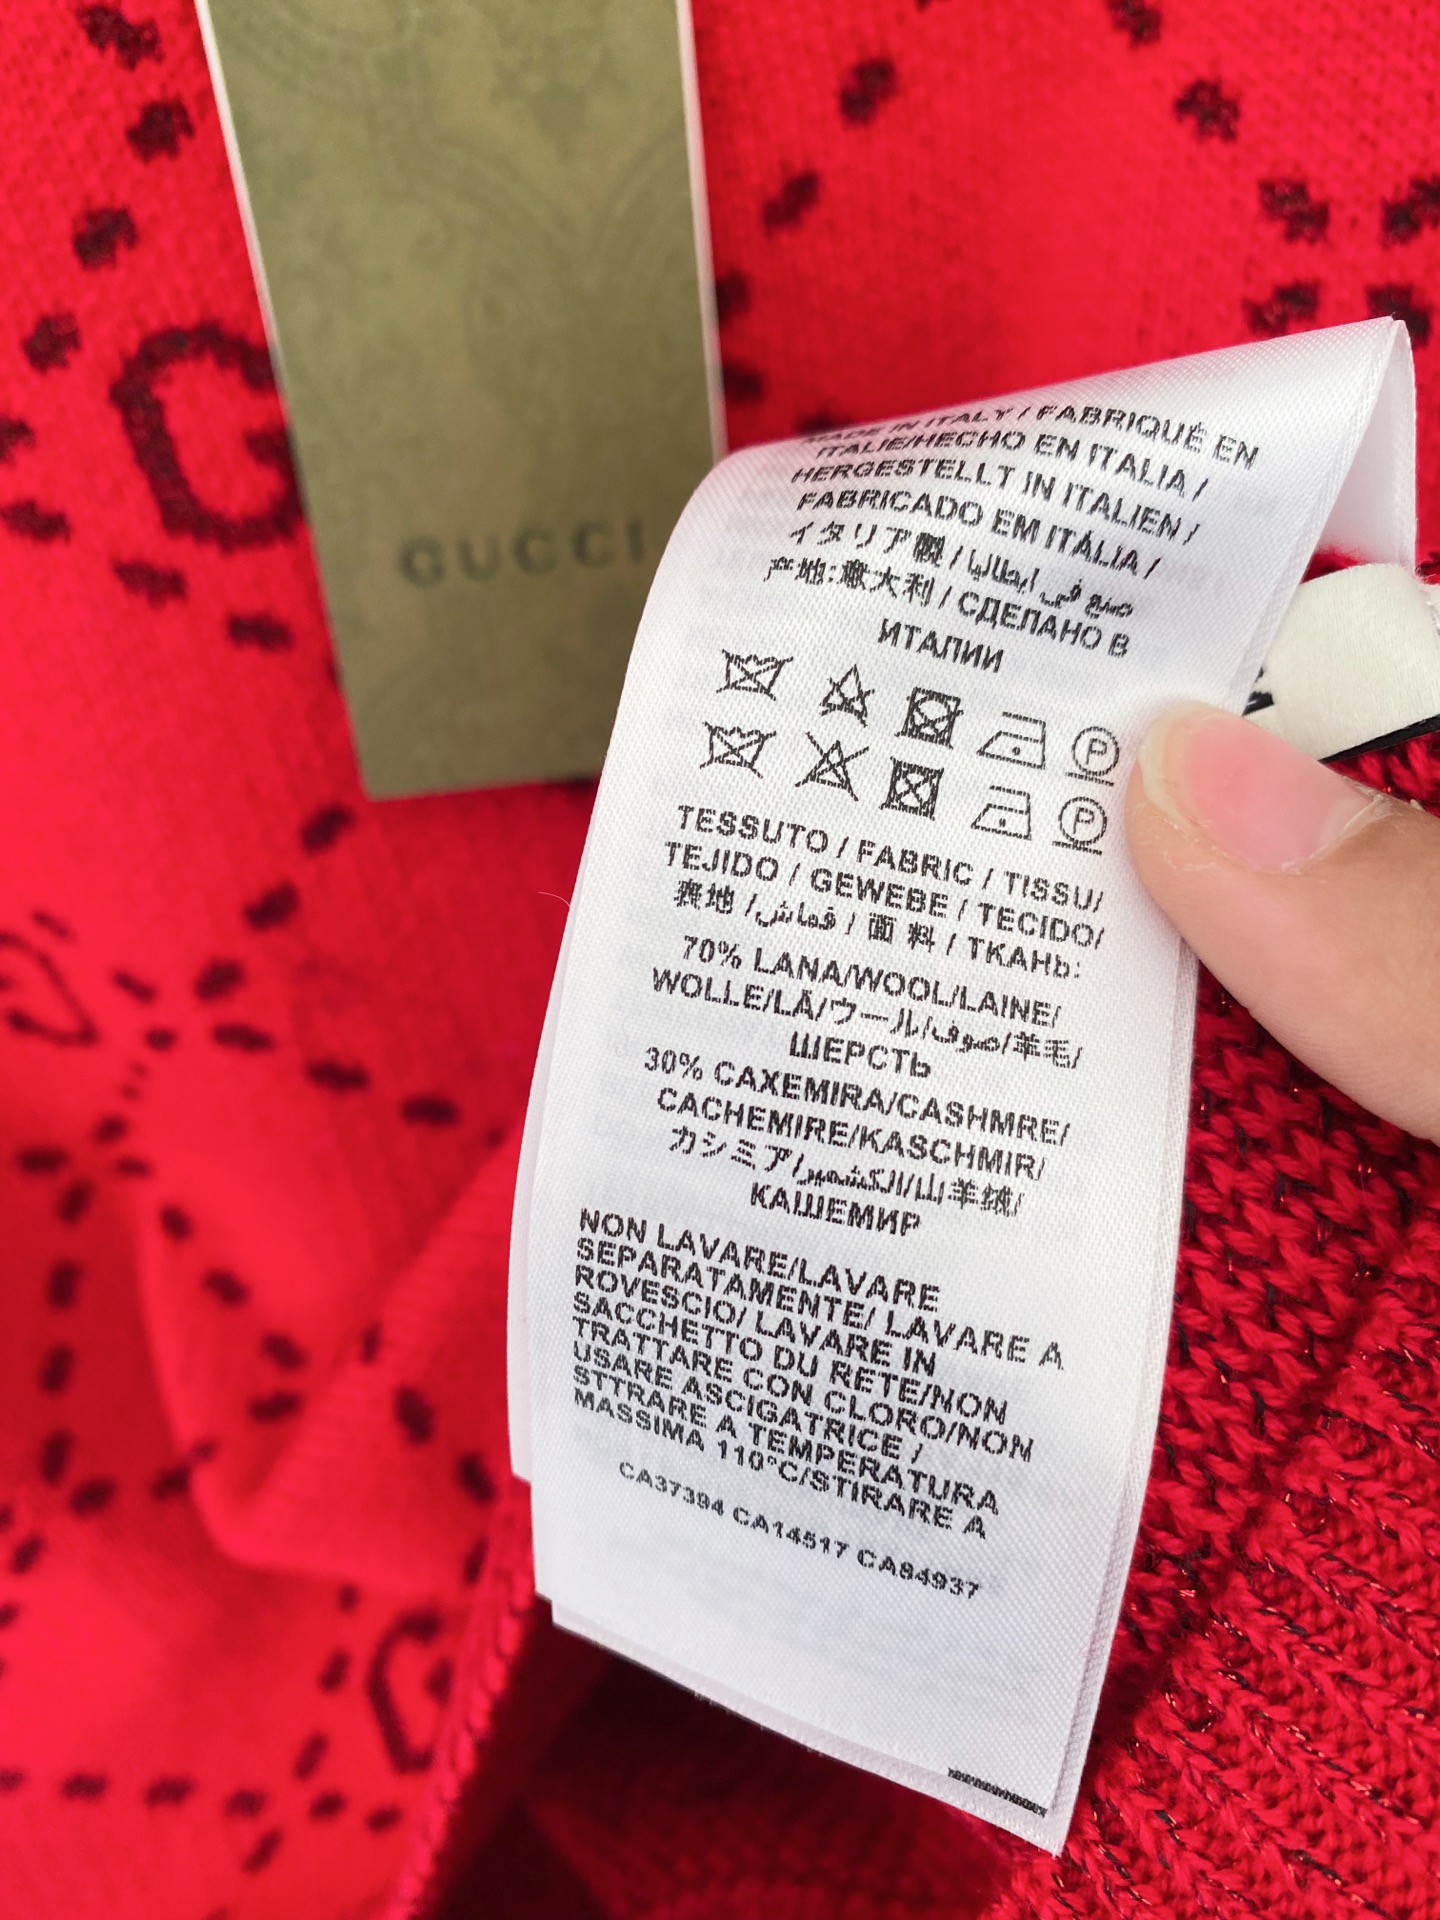 GUCCI
MADE IN ITALY / FABRIQUÉ EN
ITALIE/HECHO EN ITALIA /
HERGESTELLT IN ITALIEN /
FABRICADO EM ITÁLIA /
イタリア製 / صنع في إيطاليا
产地:意大利 / СДЕЛАНО В
ИТАЛИИ
P
P
TESSUTO / FABRIC / TISSU/
TEJIDO / GEWEBE / TECIDO/
表地 /قماش / 面 料 / ТКАНЬ:
70% LANA/WOOL/LAINE/
WOLLE/LÃ/ウール/صوف/羊毛/
ШЕРСТЬ
30% CAXEMIRA/CASHMRE/
CACHEMIRE/KASCHMIR/
カシミア/الكشمير/山羊绒/
КАШЕМИР
NON LAVARE/LAVARE
SEPARATAMENTE/ LAVARE A
ROVESCIO/ LAVARE IN
SACCHETTO DU RETE/NON
TRATTARE CON CLORO/NON
USARE ASCIGATRICE /
STTRARE A TEMPERATURA
MASSIMA 110°C/STIRARE A
CA37394 CA14517 CA84937